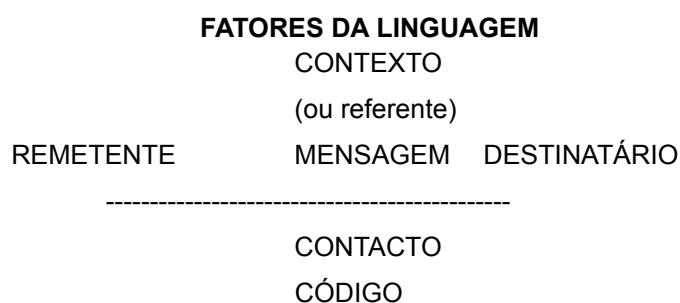 FATORES DA LINGUAGEM
CONTEXTO
(ou referente)
REMETENTE MENSAGEM DESTINATÁRIO
----------------------------------------------
CONTACTO
CÓDIGO